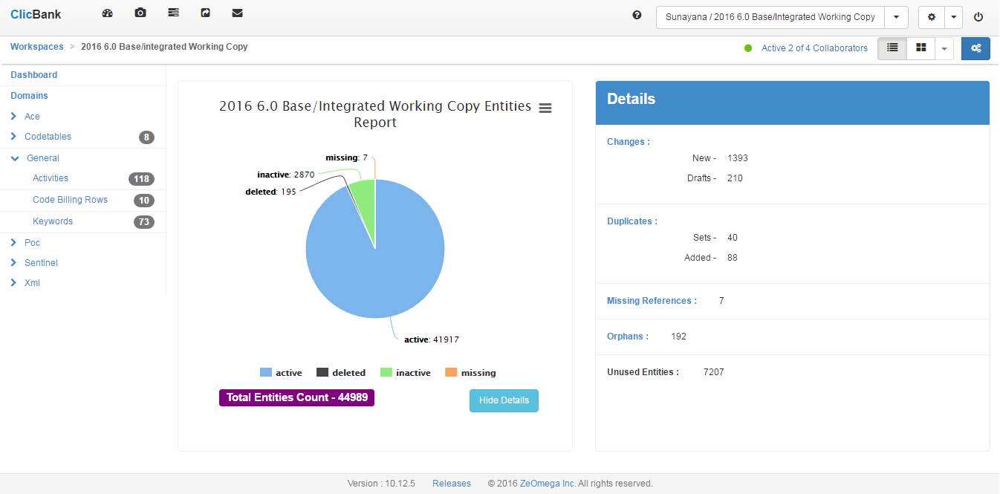 ClicBank
Sunayana / 2016 6.0 Base/Integrated Working Copy
Workspaces > 2016 6.0 Base/integrated Working Copy
Active 2 of 4 Collaborators
Dashboard
Domains
Ace
Codetables 8
General
Activities 118
Code Billing Rows 10
Keywords 73
Poc
Sentinel
Xml
2016 6.0 Base/Integrated Working Copy Entities
Report
missing: 7
inactive: 2870
deleted: 195
active: 41917
active deleted inactive missing
Total Entities Count - 44989
Hide Details
Details
Changes :
New - 1393
Drafts - 210
Duplicates :
Sets - 40
Added - 88
Missing References : 7
Orphans : 192
Unused Entities : 7207
Version : 10.12.5 Releases © 2016 ZeOmega Inc. All rights reserved.